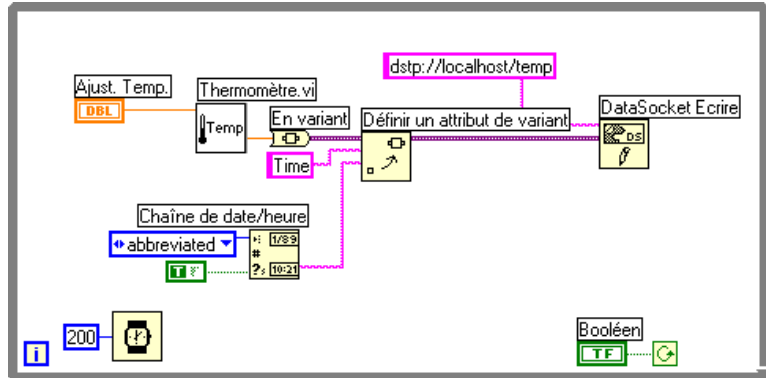 dstp://localhost/temp
Ajust. Temp.
DBL
Thermomètre.vi
Temp
En variant
Définir un attribut de variant
DataSocket Ecrire
DS
Time
Chaîne de date/heure
abbreviated
1/89
#
?s 10:21
T
200
i
Booléen
TF